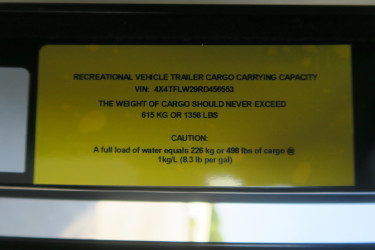 RECREATIONAL VEHICLE TRAILER CARGO CARRYING CAPACITY
VIN: 4X4TFLW29RD456553
THE WEIGHT OF CARGO SHOULD NEVER EXCEED
615 KG OR 1356 LBS
CAUTION:
A full load of water equals 226 kg or 498 lbs of cargo @
1kg/L (8.3 lb per gal)